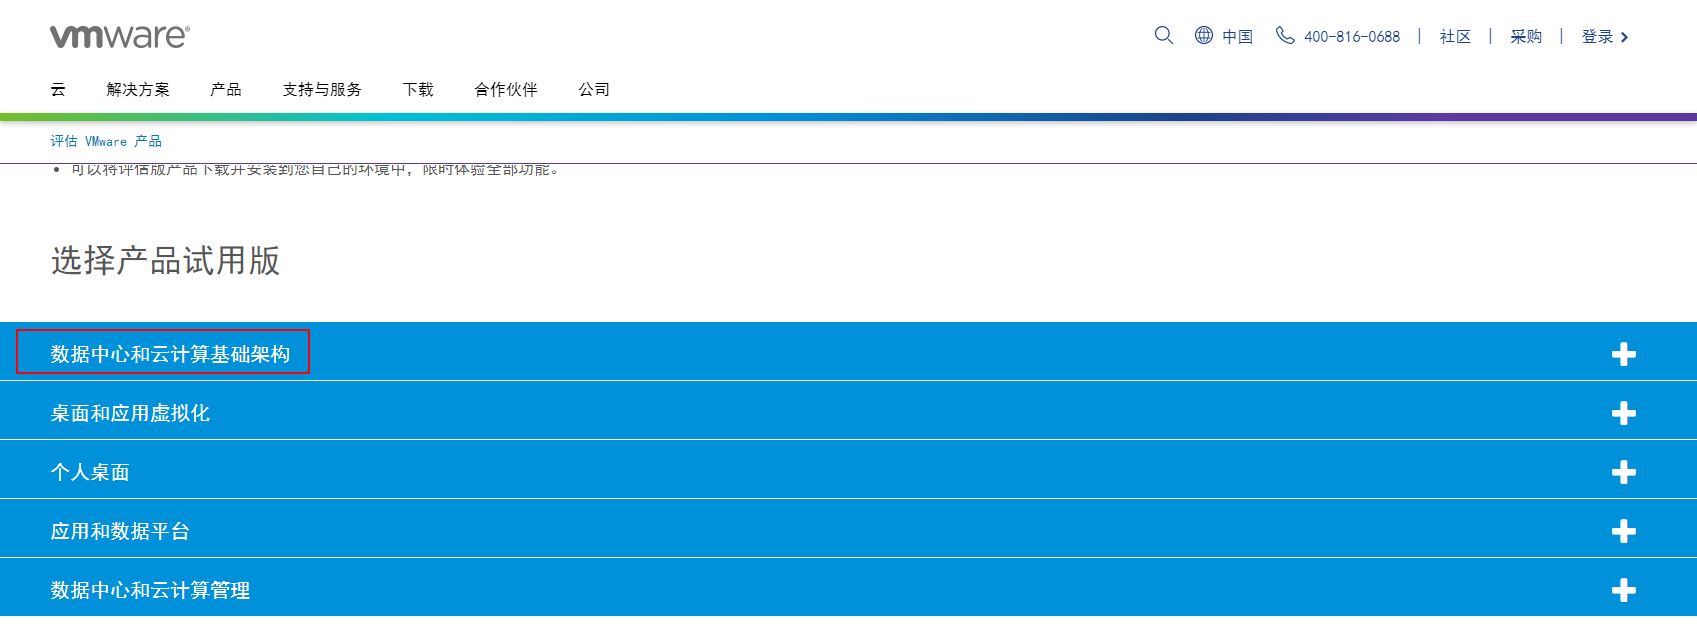 vmware®
中国 400-816-0688 | 社区 | 采购 | 登录
云 解决方案 产品 支持与服务 下载 合作伙伴 公司
评估 VMware 产品
• 可以将评估版产品下载并安装到您自己的环境中，限时体验全部功能。
选择产品试用版
数据中心和云计算基础架构
桌面和应用虚拟化
个人桌面
应用和数据平台
数据中心和云计算管理